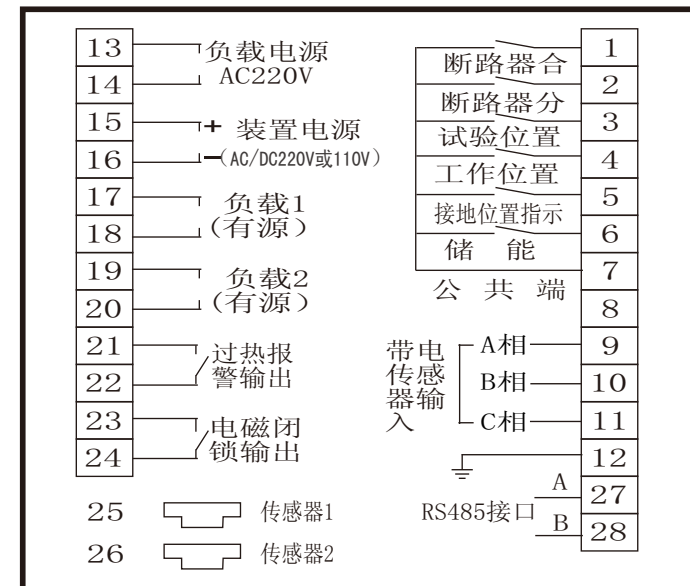 13 负载电源
14 AC220V
15 + 装置电源
16 −(AC/DC220V或110V)
17 负载1
18 (有源)
19 负载2
20 (有源)
21 过热报
22 警输出
23 电磁闭
24 锁输出
25 传感器1
26 传感器2
1
断路器合
2
断路器分
3
试验位置
4
工作位置
5
接地位置指示
6
储 能
7
公 共 端
8
带电
传感
器输
入
A相 9
B相 10
C相 11
12
RS485接口
A 27
B 28